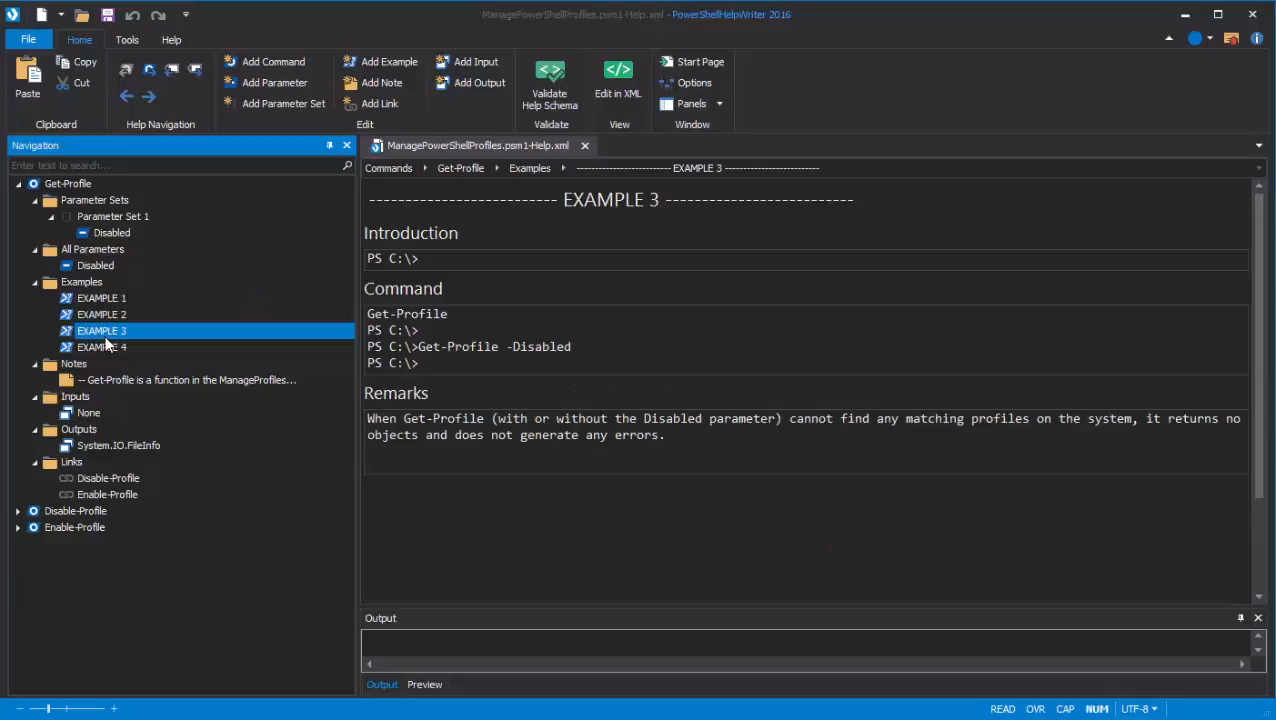 ManagePowerShellProfiles.psm1-Help.xml - PowerShellHelpWriter 2016
File Home Tools Help
Paste
Copy
Cut
Clipboard
Help Navigation
Add Command
Add Parameter
Add Parameter Set
Add Example
Add Note
Add Link
Add Input
Add Output
Edit
Validate
Help Schema
Validate
Edit in XML
View
Start Page
Options
Panels
Window
Navigation
Enter text to search...
Get-Profile
Parameter Sets
Parameter Set 1
Disabled
All Parameters
Disabled
Examples
EXAMPLE 1
EXAMPLE 2
EXAMPLE 3
EXAMPLE 4
Notes
-- Get-Profile is a function in the ManageProfiles...
Inputs
None
Outputs
System.IO.FileInfo
Links
Disable-Profile
Enable-Profile
Disable-Profile
Enable-Profile
ManagePowerShellProfiles.psm1-Help.xml
Commands Get-Profile Examples -------------------------- EXAMPLE 3 --------------------------
-------------------------- EXAMPLE 3 --------------------------
Introduction
PS C:\>
Command
Get-Profile
PS C:\>
PS C:\>Get-Profile -Disabled
PS C:\>
Remarks
When Get-Profile (with or without the Disabled parameter) cannot find any matching profiles on the system, it returns no
objects and does not generate any errors.
Output
Output Preview
READ OVR CAP NUM UTF-8